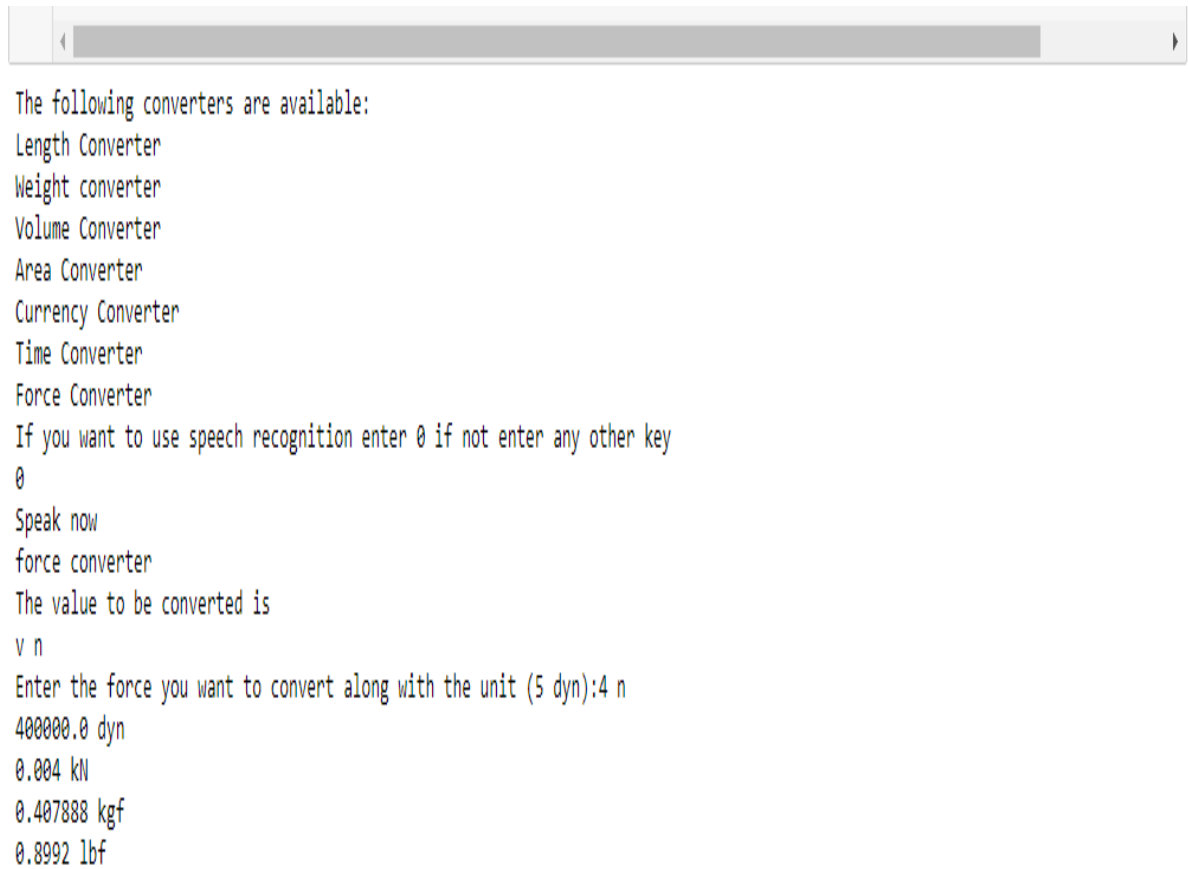 The following converters are available:
Length Converter
Weight converter
Volume Converter
Area Converter
Currency Converter
Time Converter
Force Converter
If you want to use speech recognition enter 0 if not enter any other key
0
Speak now
force converter
The value to be converted is
v n
Enter the force you want to convert along with the unit (5 dyn):4 n
400000.0 dyn
0.004 kN
0.407888 kgf
0.8992 lbf